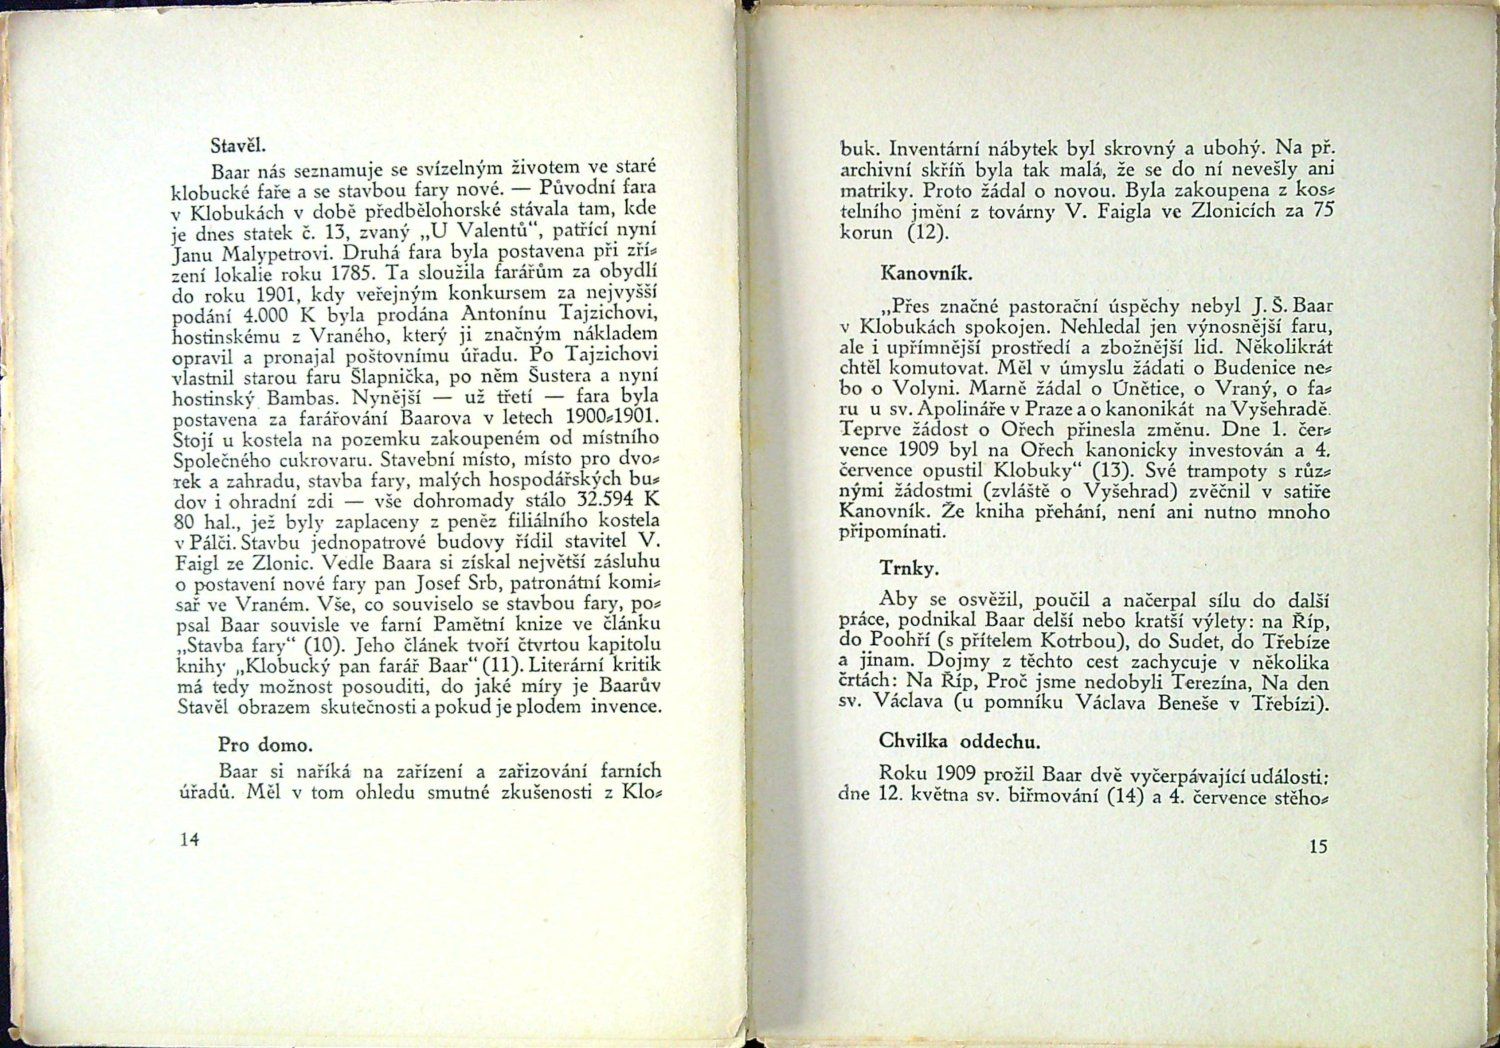 Stavěl.
Baar nás seznamuje se svízelným životem ve staré
klobucké faře a se stavbou fary nové. — Původní fara
v Klobukách v době předbělohorské stávala tam, kde
je dnes statek č. 13, zvaný „U Valentů“, patřící nyní
Janu Malypetrovi. Druhá fara byla postavena při zří-
zení lokalie roku 1785. Ta sloužila farářům za obydlí
do roku 1901, kdy veřejným konkursem za nejvyšší
podání 4.000 K byla prodána Antonínu Tajzichovi,
hostinskému z Vraného, který ji značným nákladem
opravil a pronajal poštovnímu úřadu. Po Tajzichovi
vlastnil starou faru Šlapnička, po něm Šustera a nyní
hostinský Bambas. Nynější — už třetí — fara byla
postavena za farářování Baarova v letech 1900-1901.
Stojí u kostela na pozemku zakoupeném od místního
Společného cukrovaru. Stavební místo, místo pro dvo-
rek a zahradu, stavba fary, malých hospodářských bu-
dov i ohradní zdi — vše dohromady stálo 32.594 K
80 hal., jež byly zaplaceny z peněz filiálního kostela
v Pálči. Stavbu jednopatrové budovy řídil stavitel V.
Faigl ze Zlonic. Vedle Baara si získal největší zásluhu
o postavení nové fary pan Josef Srb, patronátní komi-
sař ve Vraném. Vše, co souviselo se stavbou fary, po-
psal Baar souvisle ve farní Pamětní knize ve článku
„Stavba fary“ (10). Jeho článek tvoří čtvrtou kapitolu
knihy „Klobucký pan farář Baar“ (11). Literární kritik
má tedy možnost posouditi, do jaké míry je Baarův
Stavěl obrazem skutečnosti a pokud je plodem invence.
Pro domo.
Baar si naříká na zařízení a zařizování farních
úřadů. Měl v tom ohledu smutné zkušenosti z Klo-
14
buk. Inventární nábytek byl skrovný a ubohý. Na př.
archivní skříň byla tak malá, že se do ní nevešly ani
matriky. Proto žádal o novou. Byla zakoupena z kos-
telního jmění z továrny V. Faigla ve Zlonicích za 75
korun (12).
Kanovník.
„Přes značné pastorační úspěchy nebyl J. Š. Baar
v Klobukách spokojen. Nehledal jen výnosnější faru,
ale i upřímnější prostředí a zbožnější lid. Několikrát
chtěl komutovat. Měl v úmyslu žádati o Budenice ne-
bo o Volyni. Marně žádal o Únětice, o Vraný, o fa-
ru u sv. Apolináře v Praze a o kanonikát na Vyšehradě.
Teprve žádost o Ořech přinesla změnu. Dne 1. čer-
vence 1909 byl na Ořech kanonicky investován a 4.
července opustil Klobuky“ (13). Své trampoty s růz-
nými žádostmi (zvláště o Vyšehrad) zvěčnil v satiře
Kanovník. Že kniha přehání, není ani nutno mnoho
připomínati.
Trnky.
Aby se osvěžil, poučil a načerpal sílu do další
práce, podnikal Baar delší nebo kratší výlety: na Říp,
do Poohří (s přítelem Kotrbou), do Sudet, do Třebíze
a jinam. Dojmy z těchto cest zachycuje v několika
črtách: Na Říp, Proč jsme nedobyli Terezína, Na den
sv. Václava (u pomníku Václava Beneše v Třebízi).
Chvilka oddechu.
Roku 1909 prožil Baar dvě vyčerpávající události:
dne 12. května sv. biřmování (14) a 4. července stěho-
15